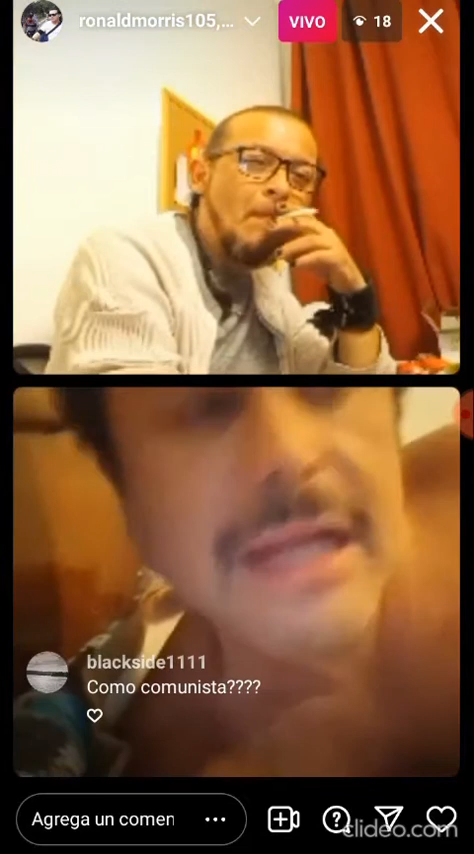 ronaldmorris105,...
VIVO
18
blackside1111
Como comunista????
Agrega un comen
clideo.com